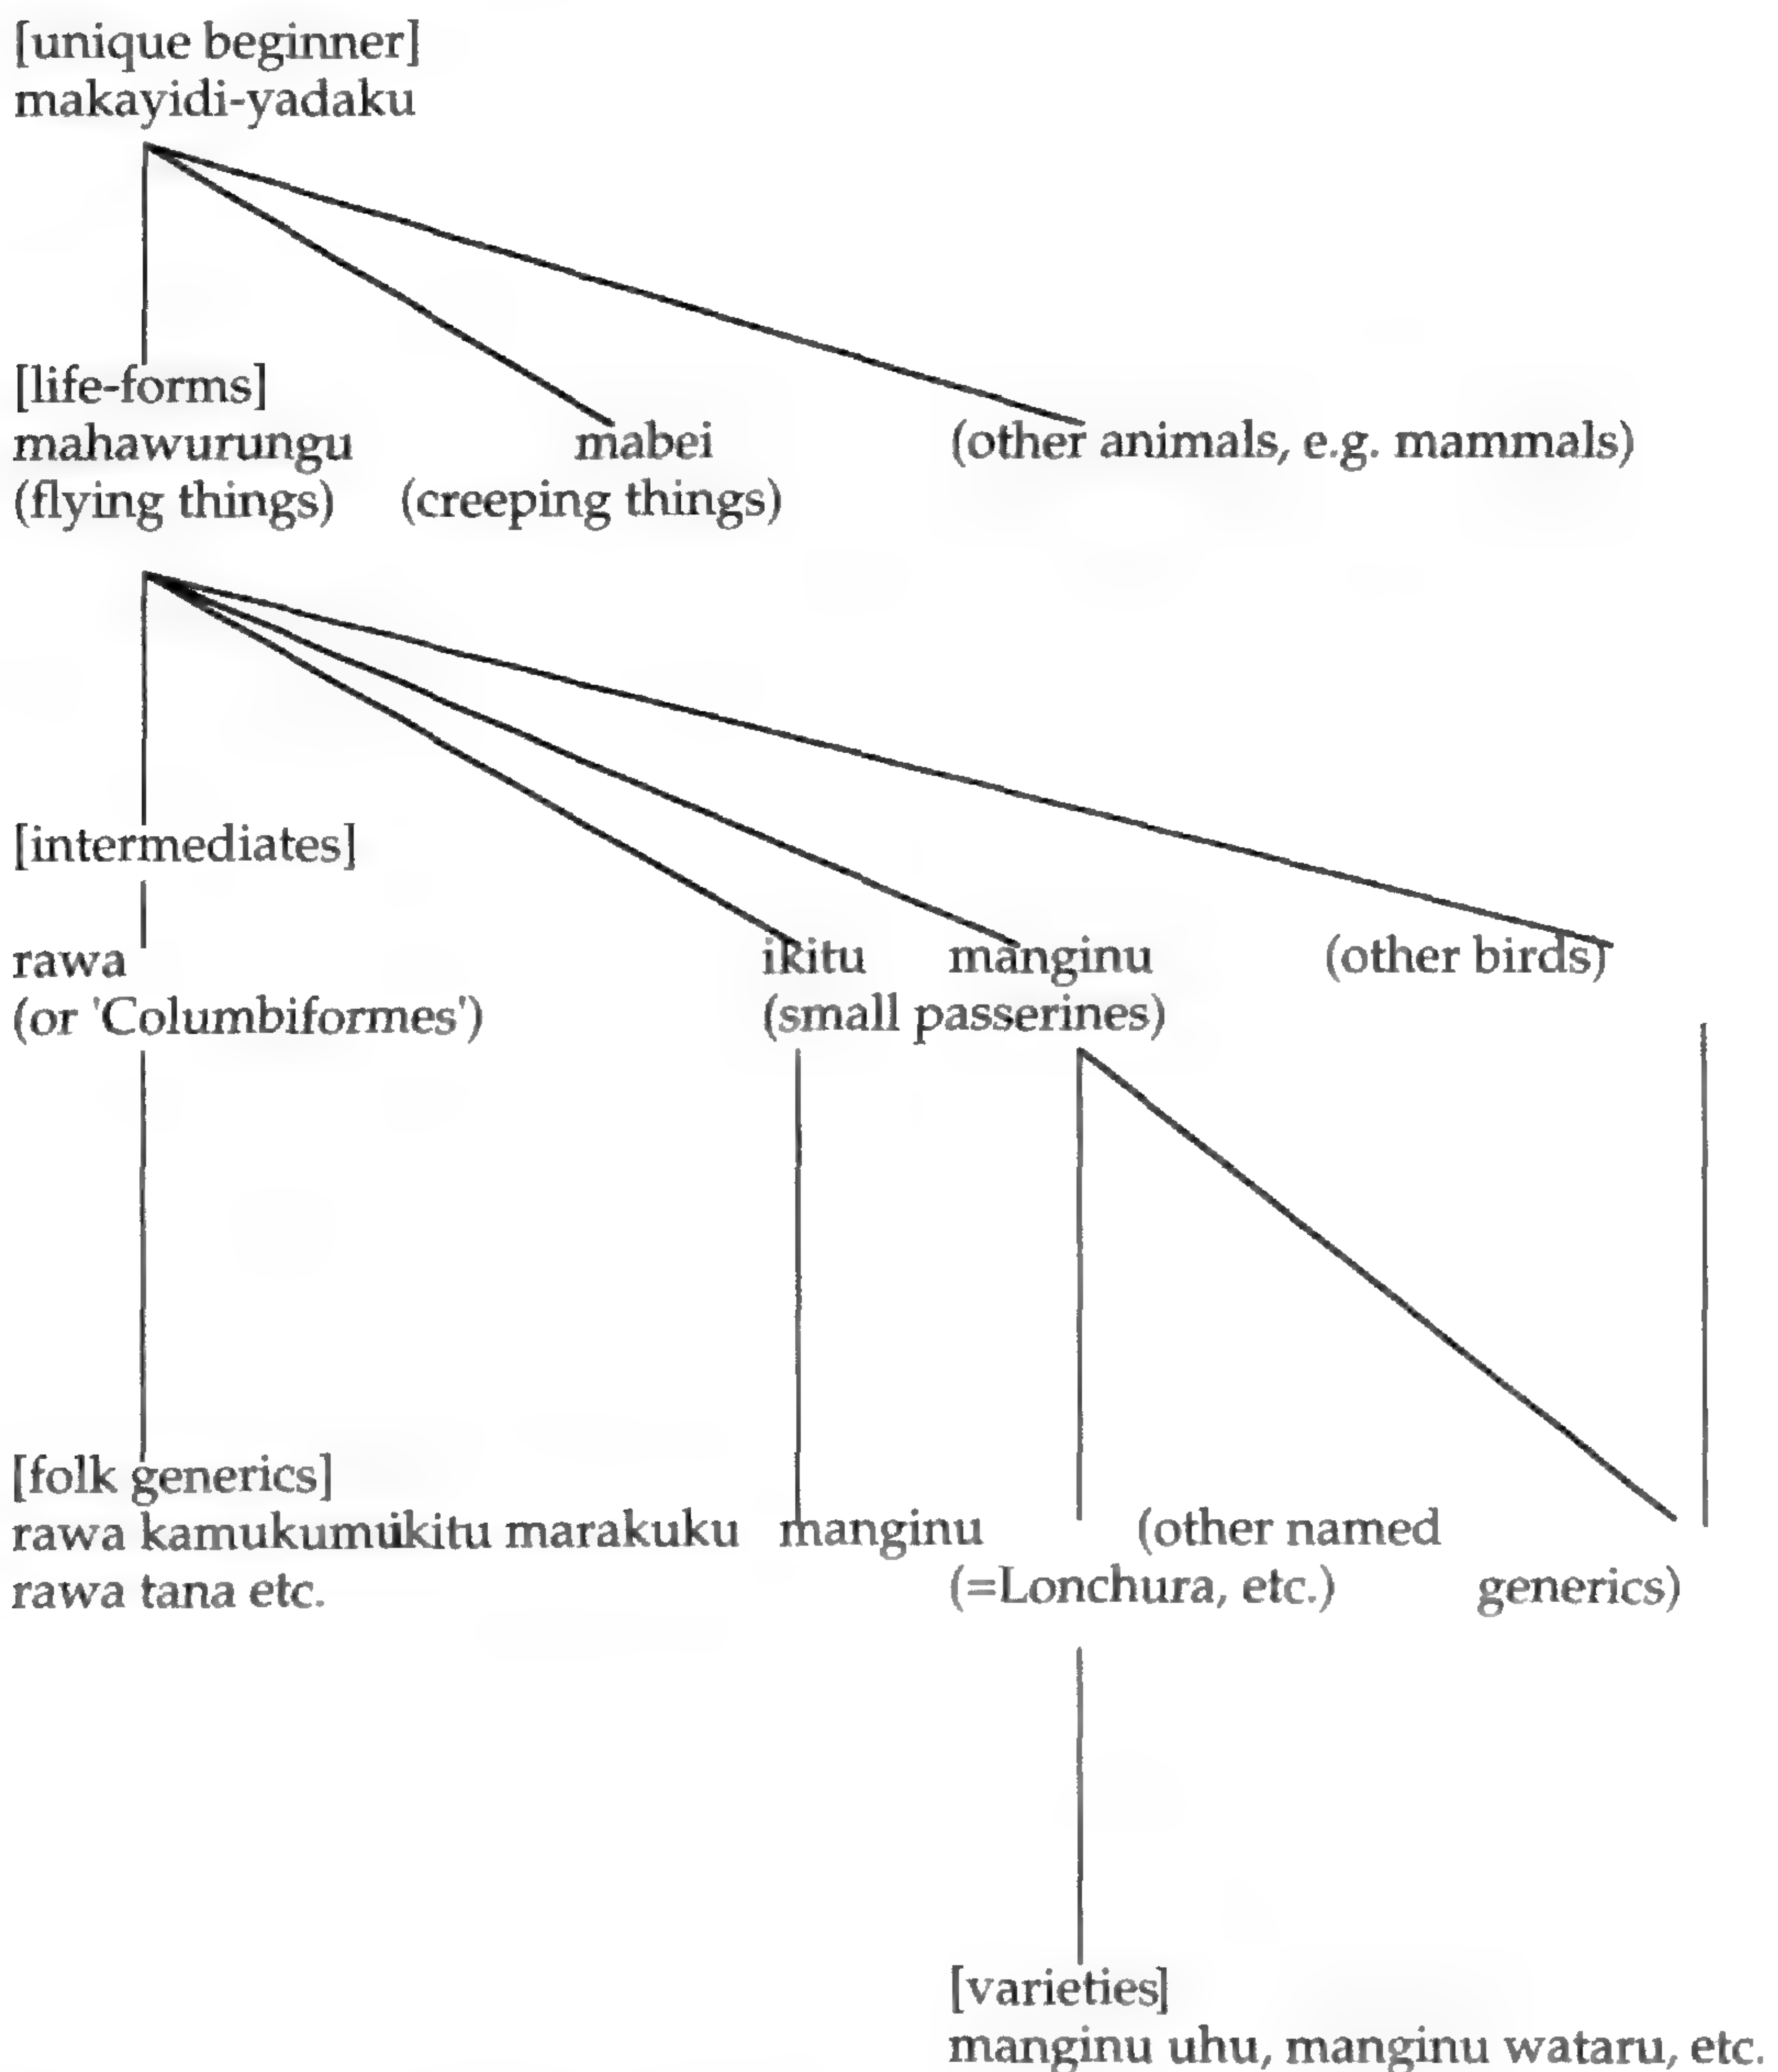 [unique beginner]
makayidi-yadaku
[life-forms]
mahawurungu mabei (other animals, e.g. mammals)
(flying things) (creeping things)
[intermediates]
rawa ikitu manginu (other birds)
(or 'Columbiformes') (small passerines)
[folk generics]
rawa kamukumu ikitu marakuku manginu (other named
rawa tana etc. (=Lonchura, etc.) generics)
[varieties]
manginu uhu, manginu wataru, etc.